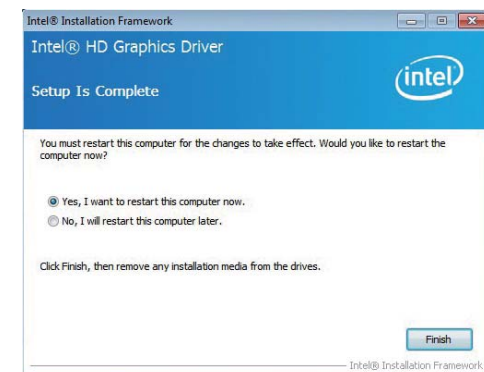 Intel® Installation Framework
Intel® HD Graphics Driver
intel
Setup Is Complete
You must restart this computer for the changes to take effect. Would you like to restart the
computer now?
Yes, I want to restart this computer now.
No, I will restart this computer later.
Click Finish, then remove any installation media from the drives.
Finish
Intel® Installation Framework